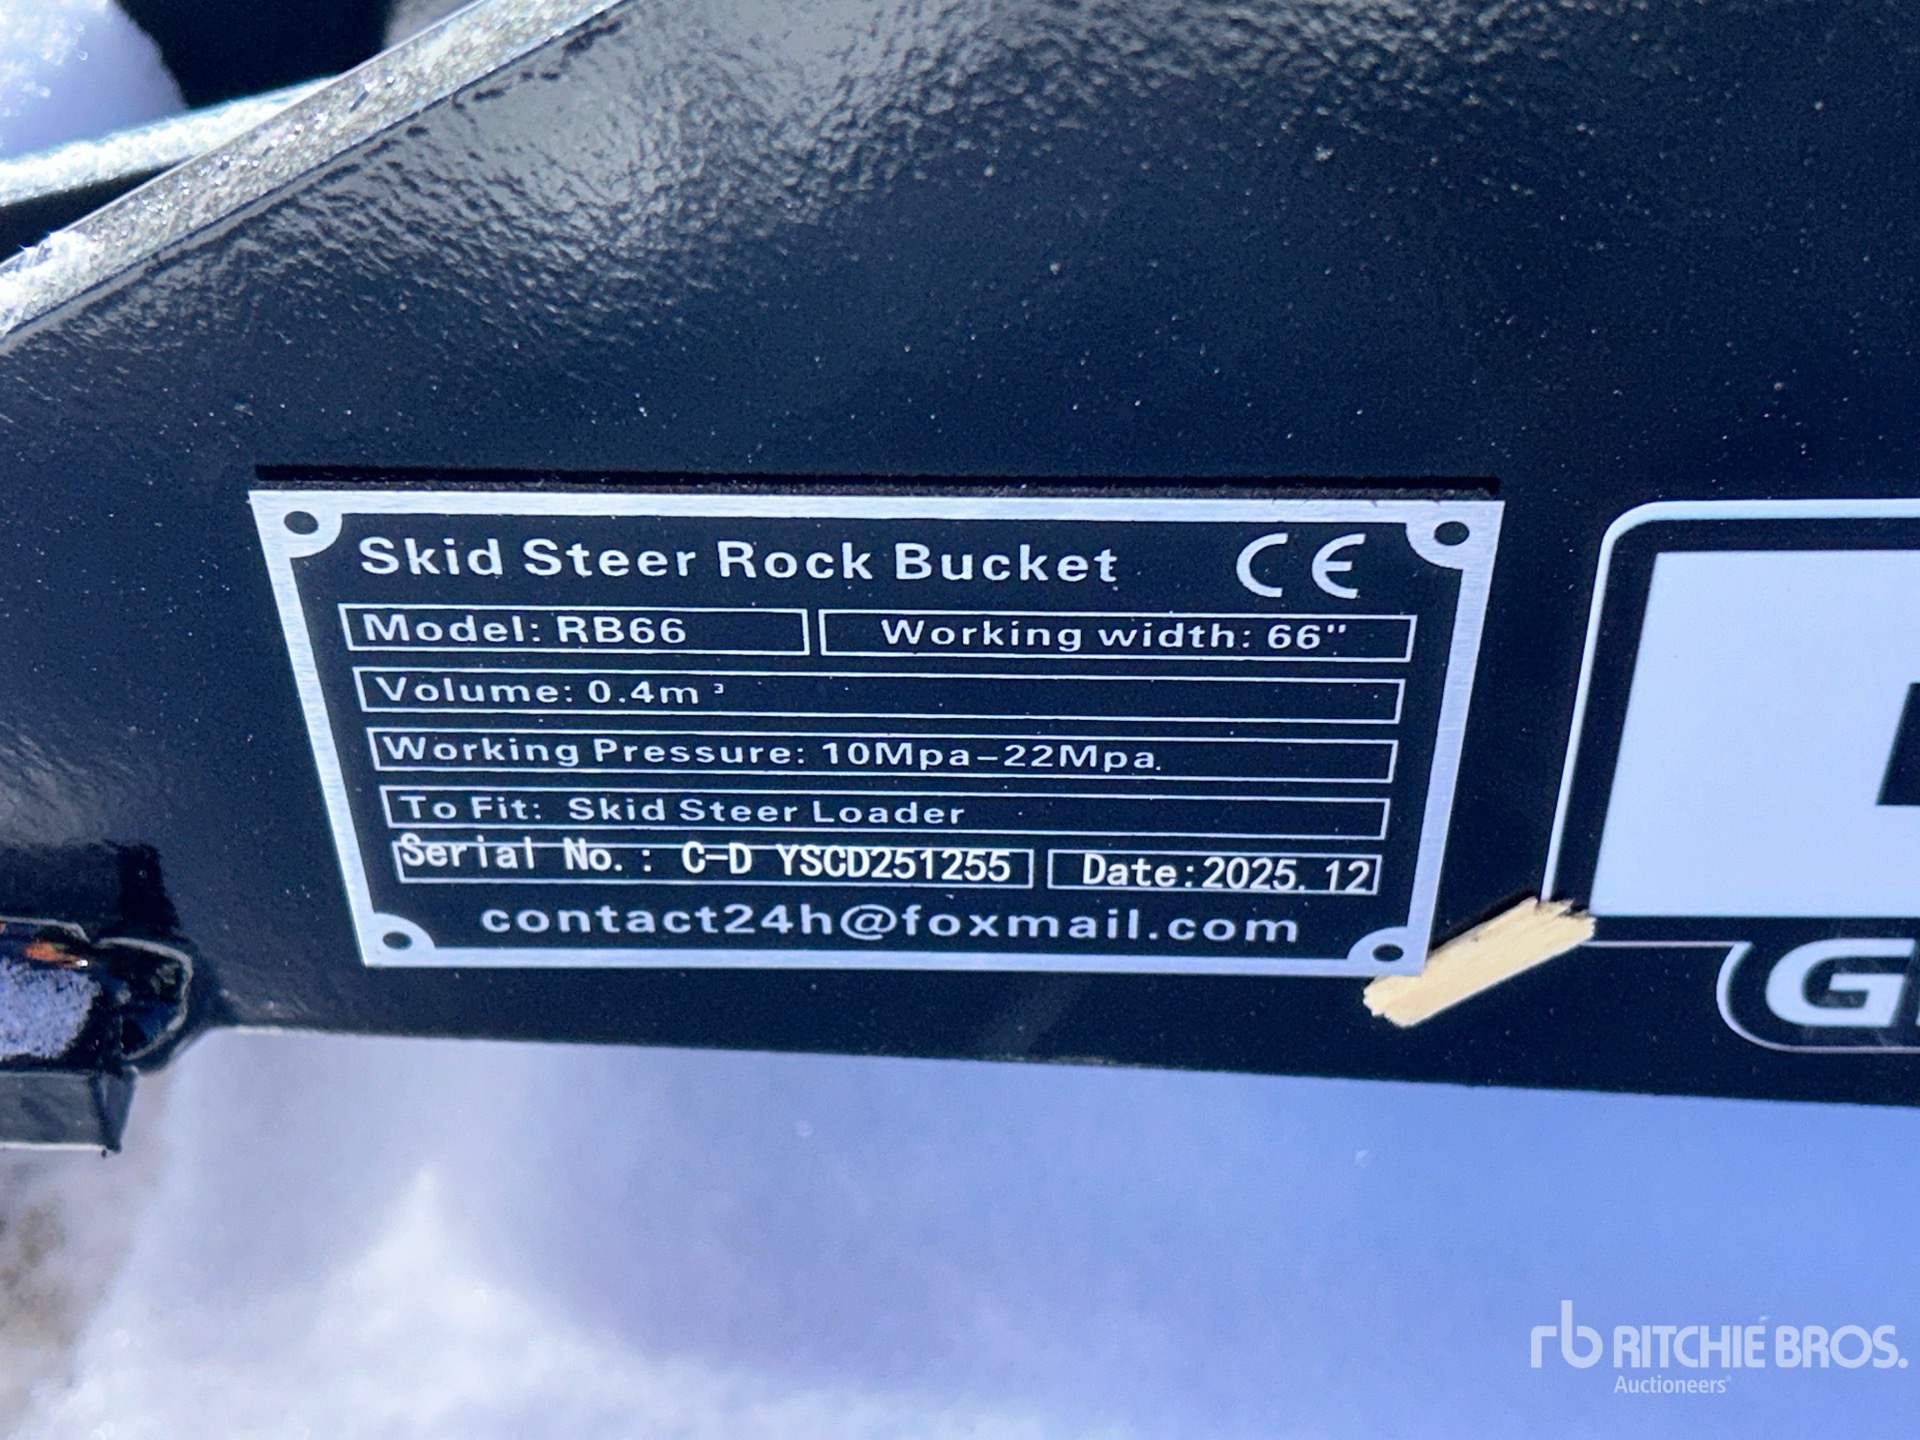 Skid Steer Rock Bucket CE
Model: RB66 Working width: 66"
Volume: 0.4m³
Working Pressure: 10Mpa-22Mpa.
To Fit: Skid Steer Loader
Serial No.: C-D YSCD251255 Date:2025.12
contact24h@foxmail.com
rb RITCHIE BROS.
Auctioneers